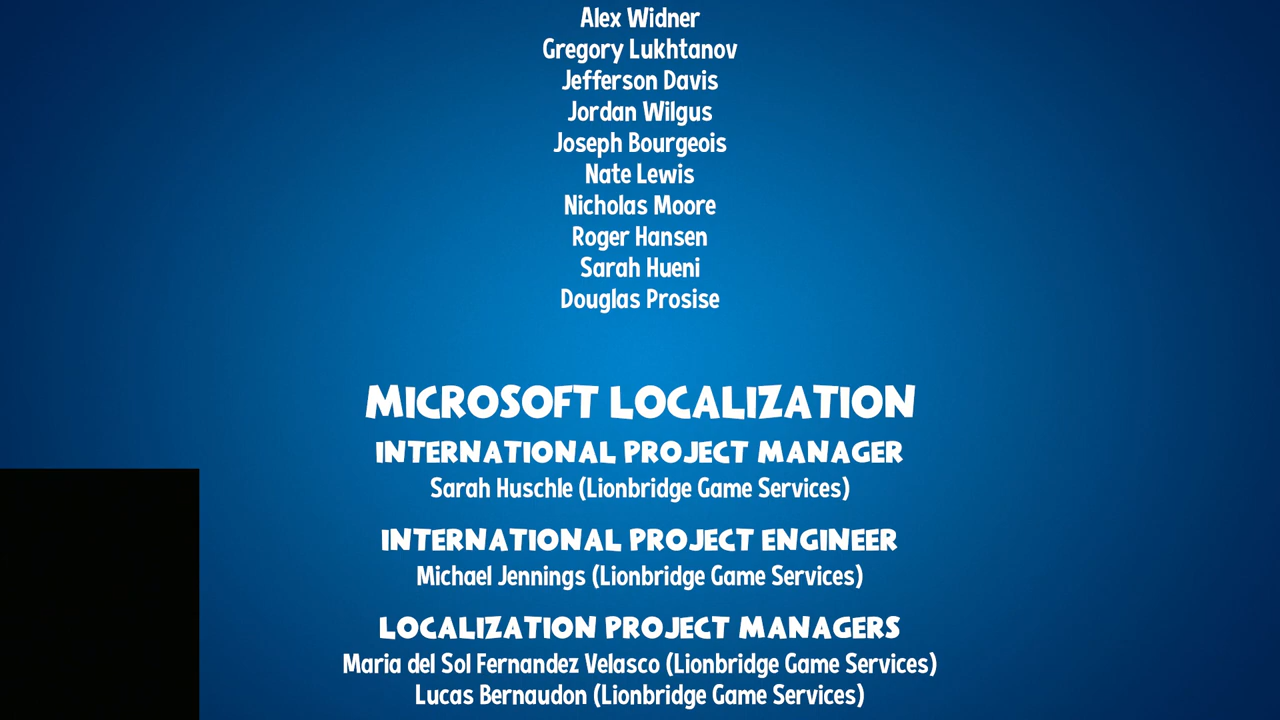 Alex Widner
Gregory Lukhtanov
Jefferson Davis
Jordan Wilgus
Joseph Bourgeois
Nate Lewis
Nicholas Moore
Roger Hansen
Sarah Hueni
Douglas Prosise
MICROSOFT LOCALIZATION
INTERNATIONAL PROJECT MANAGER
Sarah Huschle (Lionbridge Game Services)
INTERNATIONAL PROJECT ENGINEER
Michael Jennings (Lionbridge Game Services)
LOCALIZATION PROJECT MANAGERS
Maria del Sol Fernandez Velasco (Lionbridge Game Services)
Lucas Bernaudon (Lionbridge Game Services)